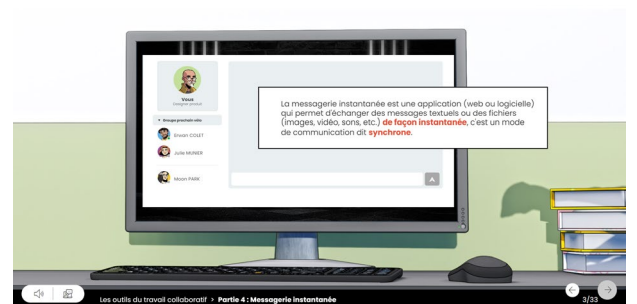 Vous
La messagerie instantanée est une application (web ou logicielle)
qui permet d'échanger des messages textuels ou des fichiers
(images, vidéo, sons, etc.) de façon instantanée, c'est un mode
de communication dit synchrone.
Groupe prochain vélo
Erwan COLET
Julie MUNIER
Moon PARK
Les outils du travail collaboratif > Partie 4 : Messagerie instantanée
3/33